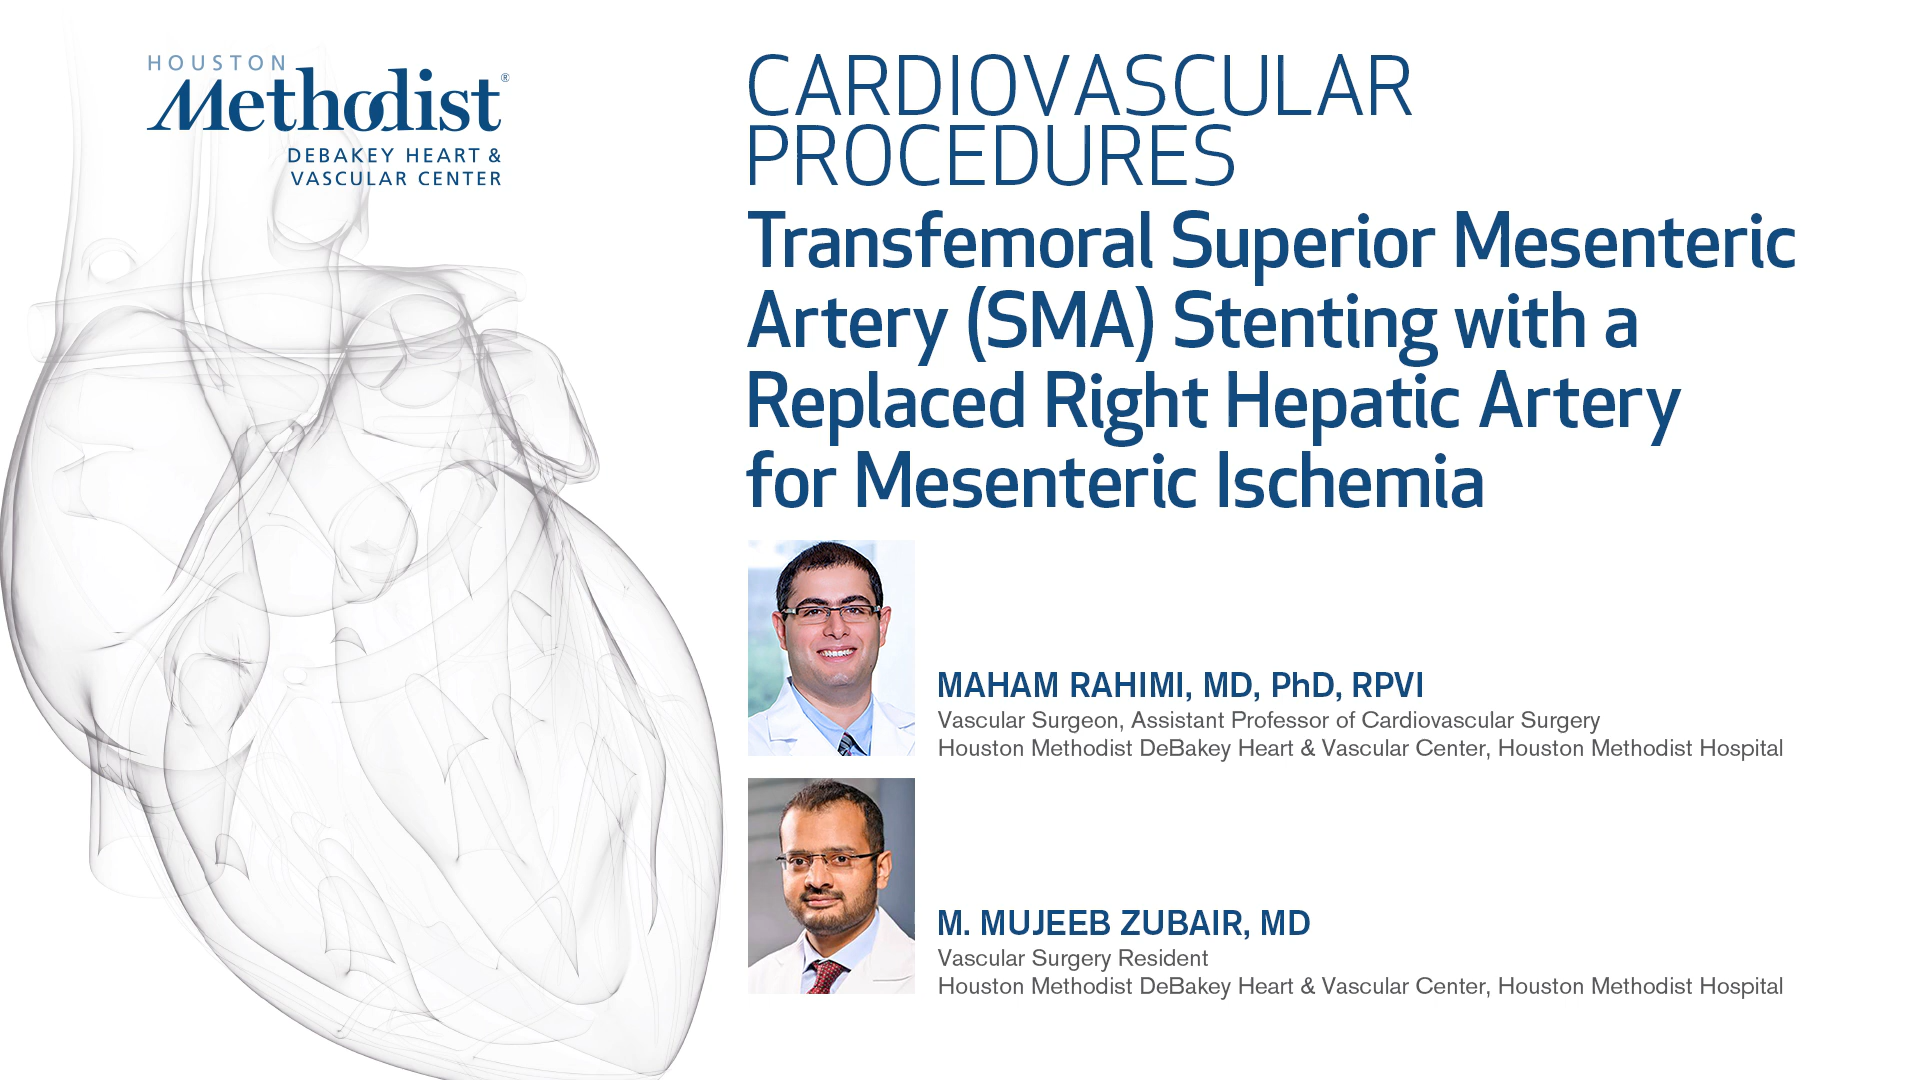 HOUSTON
Methodist®
DEBAKEY HEART &
VASCULAR CENTER
CARDIOVASCULAR
PROCEDURES
Transfemoral Superior Mesenteric
Artery (SMA) Stenting with a
Replaced Right Hepatic Artery
for Mesenteric Ischemia
MAHAM RAHIMI, MD, PhD, RPVI
Vascular Surgeon, Assistant Professor of Cardiovascular Surgery
Houston Methodist DeBakey Heart & Vascular Center, Houston Methodist Hospital
M. MUJEEB ZUBAIR, MD
Vascular Surgery Resident
Houston Methodist DeBakey Heart & Vascular Center, Houston Methodist Hospital